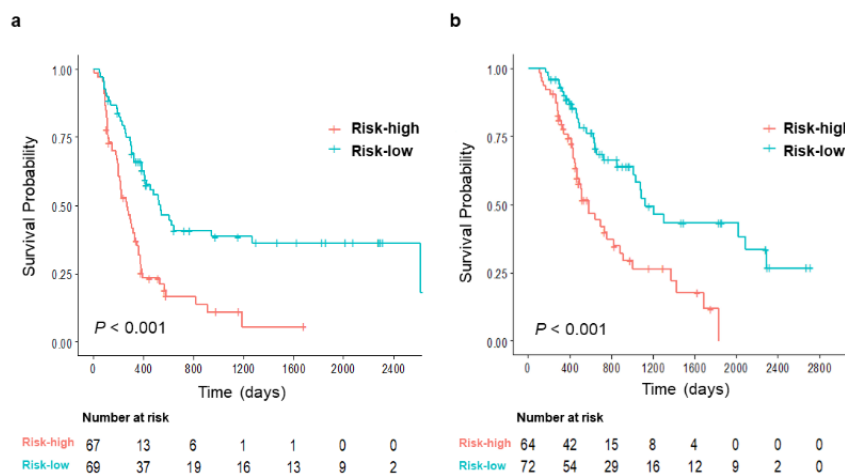 a
1.00
0.75
0.50
0.25
0.00
Survival Probability
Risk-high
Risk-low
P < 0.001
0 400 800 1200 1600 2000 2400
Time (days)
Number at risk
Risk-high 67 13 6 1 1 0 0
Risk-low 69 37 19 16 13 9 2
b
1.00
0.75
0.50
0.25
0.00
Survival Probability
Risk-high
Risk-low
P < 0.001
0 400 800 1200 1600 2000 2400 2800
Time (days)
Number at risk
Risk-high 64 42 15 8 4 0 0 0
Risk-low 72 54 29 16 12 9 2 0